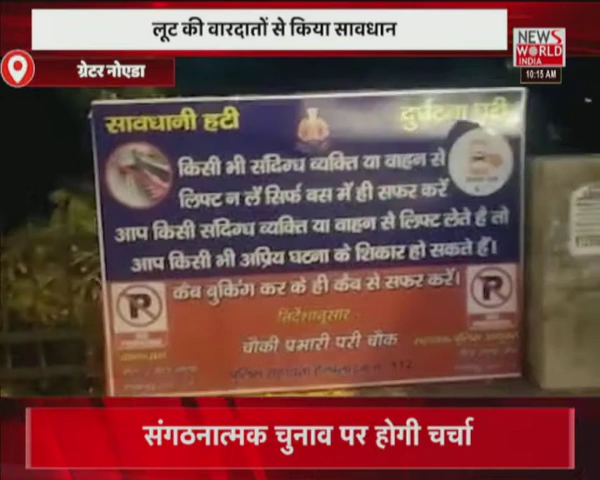 लूट की वारदातों से किया सावधान
NEWS
WORLD
INDIA
10:15 AM
ग्रेटर नोएडा
सावधानी हटी
दुर्घटना घटी
किसी भी संदिग्ध व्यक्ति या वाहन से
लिफ्ट न लें सिर्फ बस में ही सफर करें
आप किसी संदिग्ध व्यक्ति या वाहन से लिफ्ट लेते है तो
आप किसी भी अप्रिय घटना के शिकार हो सकते हैं।
कैब बुकिंग कर के ही कैब से सफर करें।
निर्देशानुसार -
चौकी प्रभारी परी चौक
112
संगठनात्मक चुनाव पर होगी चर्चा